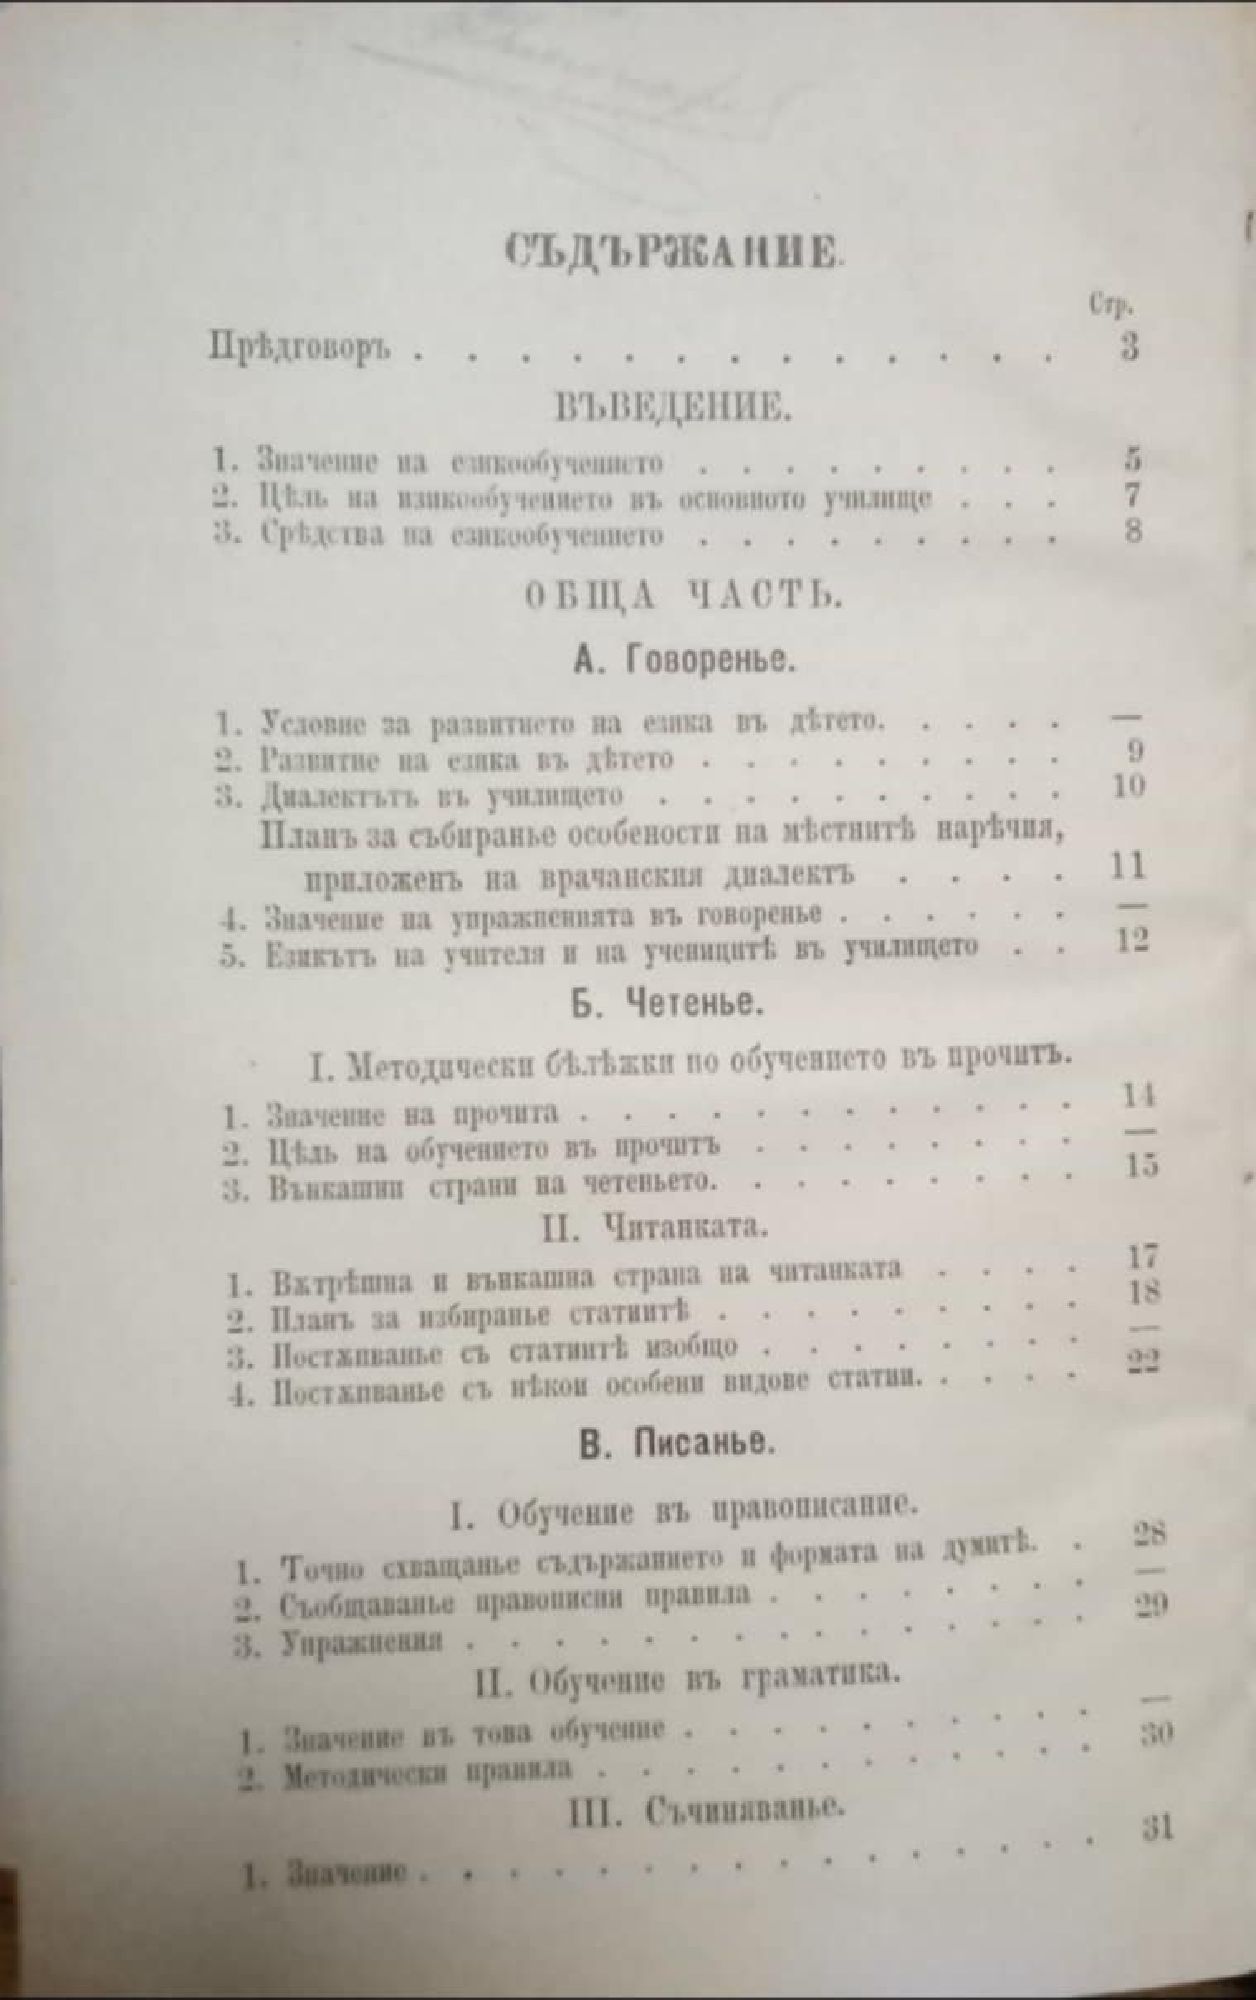 СЪДЪРЖАНИЕ.
Стр.
Прѣдговоръ . . . . . . . . . . . . . 3
ВЪВЕДЕНИЕ.
1. Значение на езикообучението . . . . . . . . . 5
2. Цѣль на изикообучението въ основното училище . . . 7
3. Срѣдства на езикообучението . . . . . . . . . 8
ОБЩА ЧАСТЬ.
А. Говоренье.
1. Условие за развитието на езика въ дѣтето. . . . . —
2. Развитие на езика въ дѣтето . . . . . . . . . 9
3. Диалектътъ въ училището . . . . . . . . . . 10
Планъ за събиранье особености на мѣстнитѣ нарѣчия,
приложенъ на врачанския диалектъ . . . . 11
4. Значение на упражненията въ говоренье . . . . . . —
5. Езикътъ на учителя и на ученицитѣ въ училището . . 12
Б. Четенье.
I. Методически бѣлѣжки по обучението въ прочитъ.
1. Значение на прочита . . . . . . . . . . . . 14
2. Цѣль на обучението въ прочитъ . . . . . . . . —
3. Вънкашни страни на четеньето. . . . . . . . . 15
II. Читанката.
1. Вѫтрѣшна и вънкашна страна на читанката . . . . 17
2. Планъ за избиранье статиитѣ . . . . . . . . . 18
3. Постѫпванье съ статиитѣ изобщо . . . . . . . . —
4. Постѫпванье съ нѣкои особени видове статии. . . . . 22
В. Писанье.
I. Обучение въ правописание.
1. Точно схващанье съдържанието и формата на думитѣ. . 28
2. Съобщаванье правописни правила . . . . . . . . —
3. Упражнения . . . . . . . . . . . . . . . 29
II. Обучение въ граматика.
1. Значение въ това обучение . . . . . . . . . . —
2. Методически правила . . . . . . . . . . . . 30
III. Съчиняванье.
1. Значение . . . . . . . . . . . . . . . . 31